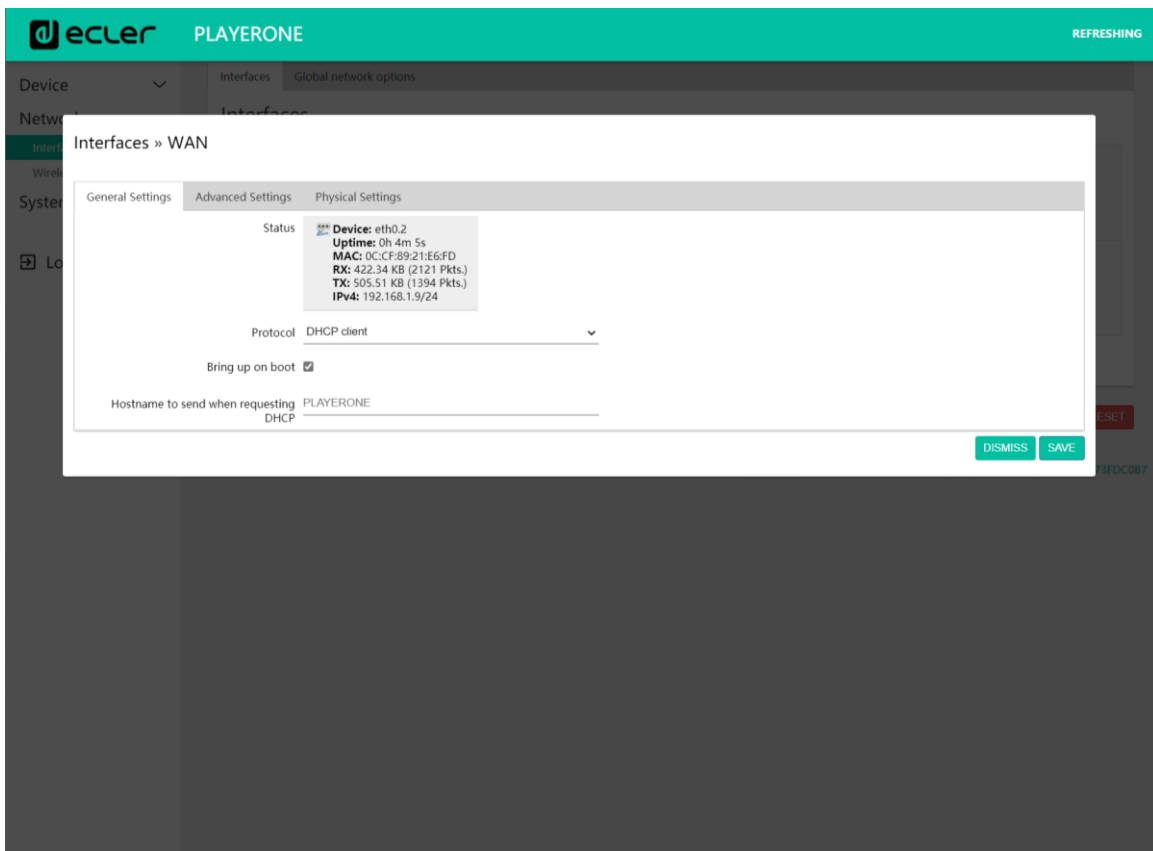 ecler PLAYERONE REFRESHING
Device
Interfaces Global network options
Interfaces
Interfaces » WAN
General Settings Advanced Settings Physical Settings
Status
Device: eth0.2
Uptime: 0h 4m 5s
MAC: 0C:CF:89:21:E6:FD
RX: 422.34 KB (2121 Pkts.)
TX: 505.51 KB (1394 Pkts.)
IPv4: 192.168.1.9/24
Protocol DHCP client
Bring up on boot
Hostname to send when requesting DHCP PLAYERONE
DISMISS SAVE